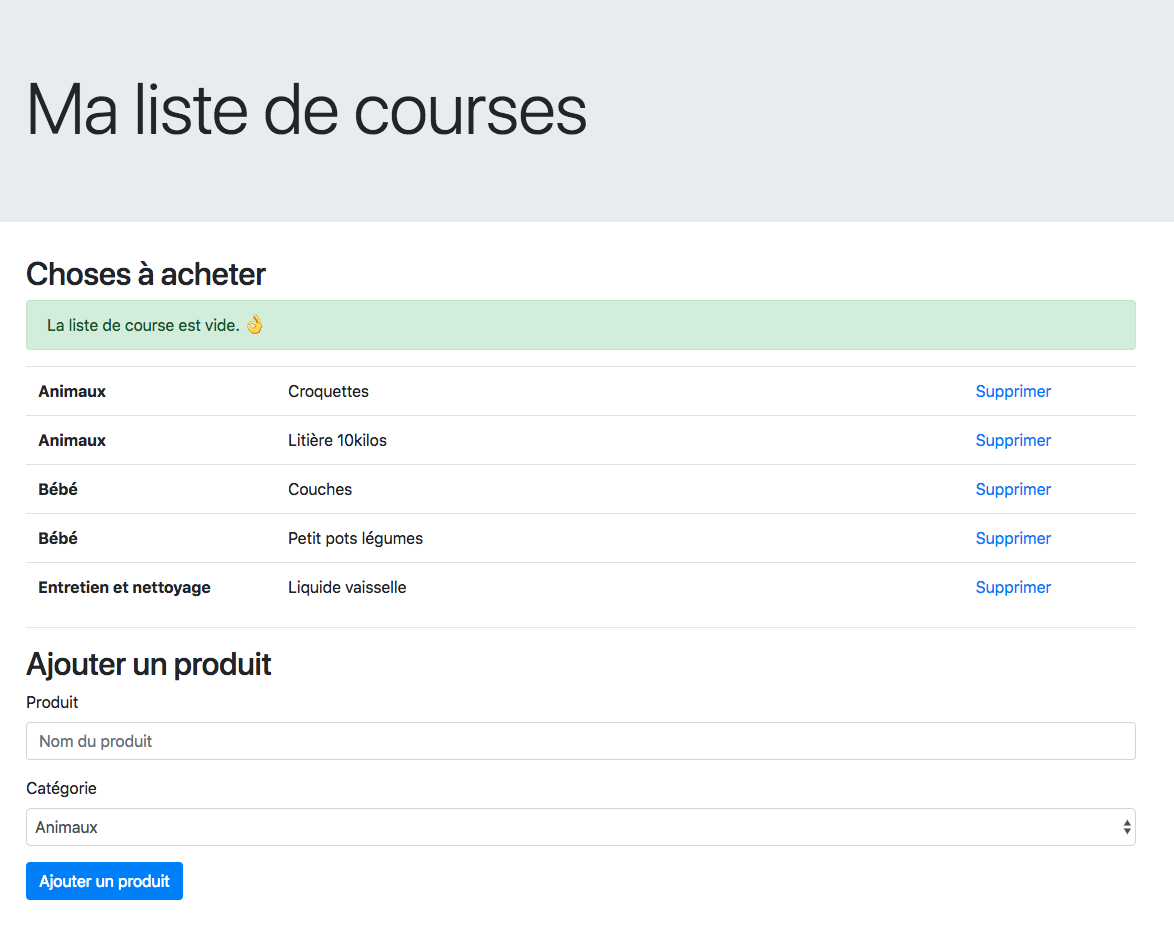 Ma liste de courses
Choses à acheter
La liste de course est vide. 👌
Animaux Croquettes Supprimer
Animaux Litière 10kilos Supprimer
Bébé Couches Supprimer
Bébé Petit pots légumes Supprimer
Entretien et nettoyage Liquide vaisselle Supprimer
Ajouter un produit
Produit
Nom du produit
Catégorie
Animaux
Ajouter un produit